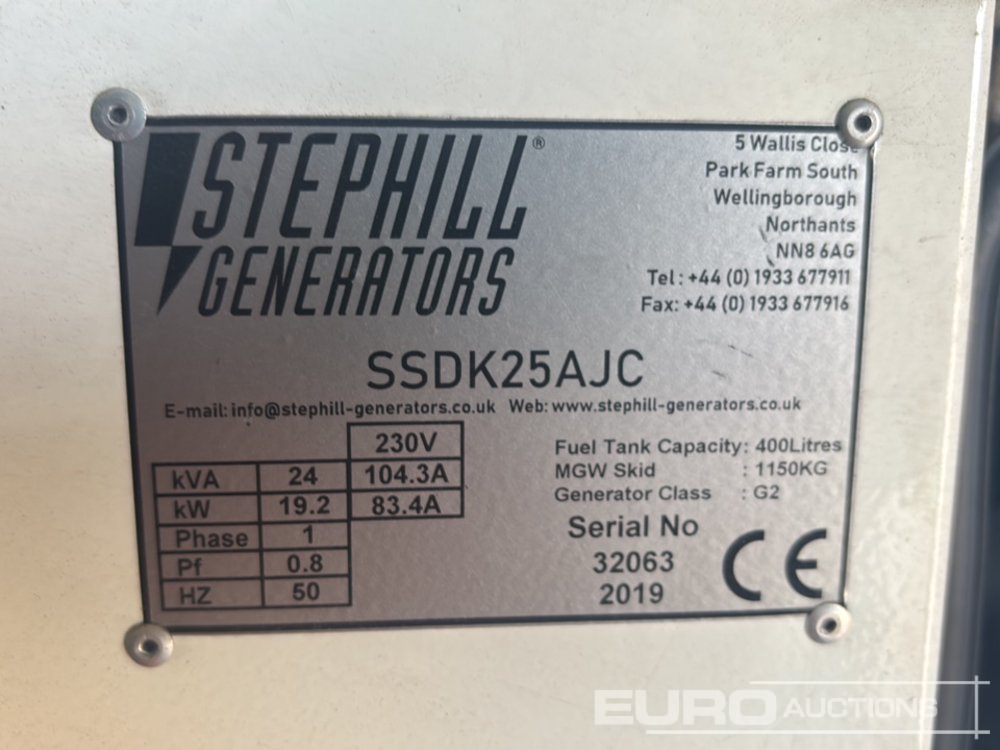 STEPHILL®
GENERATORS
5 Wallis Close
Park Farm South
Wellingborough
Northants
NN8 6AG
Tel: +44 (0) 1933 677911
Fax: +44 (0) 1933 677916
SSDK25AJC
E-mail: info@stephill-generators.co.uk Web: www.stephill-generators.co.uk
230V
kVA 24 104.3A
kW 19.2 83.4A
Phase 1
Pf 0.8
HZ 50
Fuel Tank Capacity: 400Litres
MGW Skid : 1150KG
Generator Class : G2
Serial No
32063
2019
CE
EURO AUCTIONS